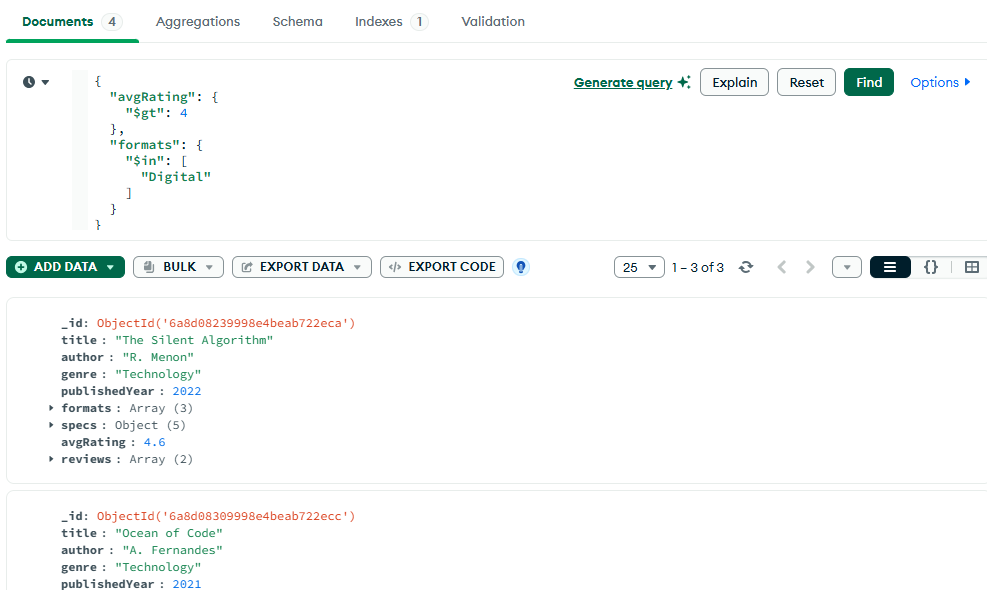 Documents 4 Aggregations Schema Indexes 1 Validation
{ Generate query Explain Reset Find Options
"avgRating": {
"$gt": 4
},
"formats": {
"$in": [
"Digital"
]
}
}
ADD DATA BULK EXPORT DATA EXPORT CODE 25 1 – 3 of 3 {}
_id: ObjectId('6a8d08239998e4beab722eca')
title : "The Silent Algorithm"
author : "R. Menon"
genre : "Technology"
publishedYear : 2022
formats : Array (3)
specs : Object (5)
avgRating : 4.6
reviews : Array (2)
_id: ObjectId('6a8d08309998e4beab722ecc')
title : "Ocean of Code"
author : "A. Fernandes"
genre : "Technology"
publishedYear : 2021